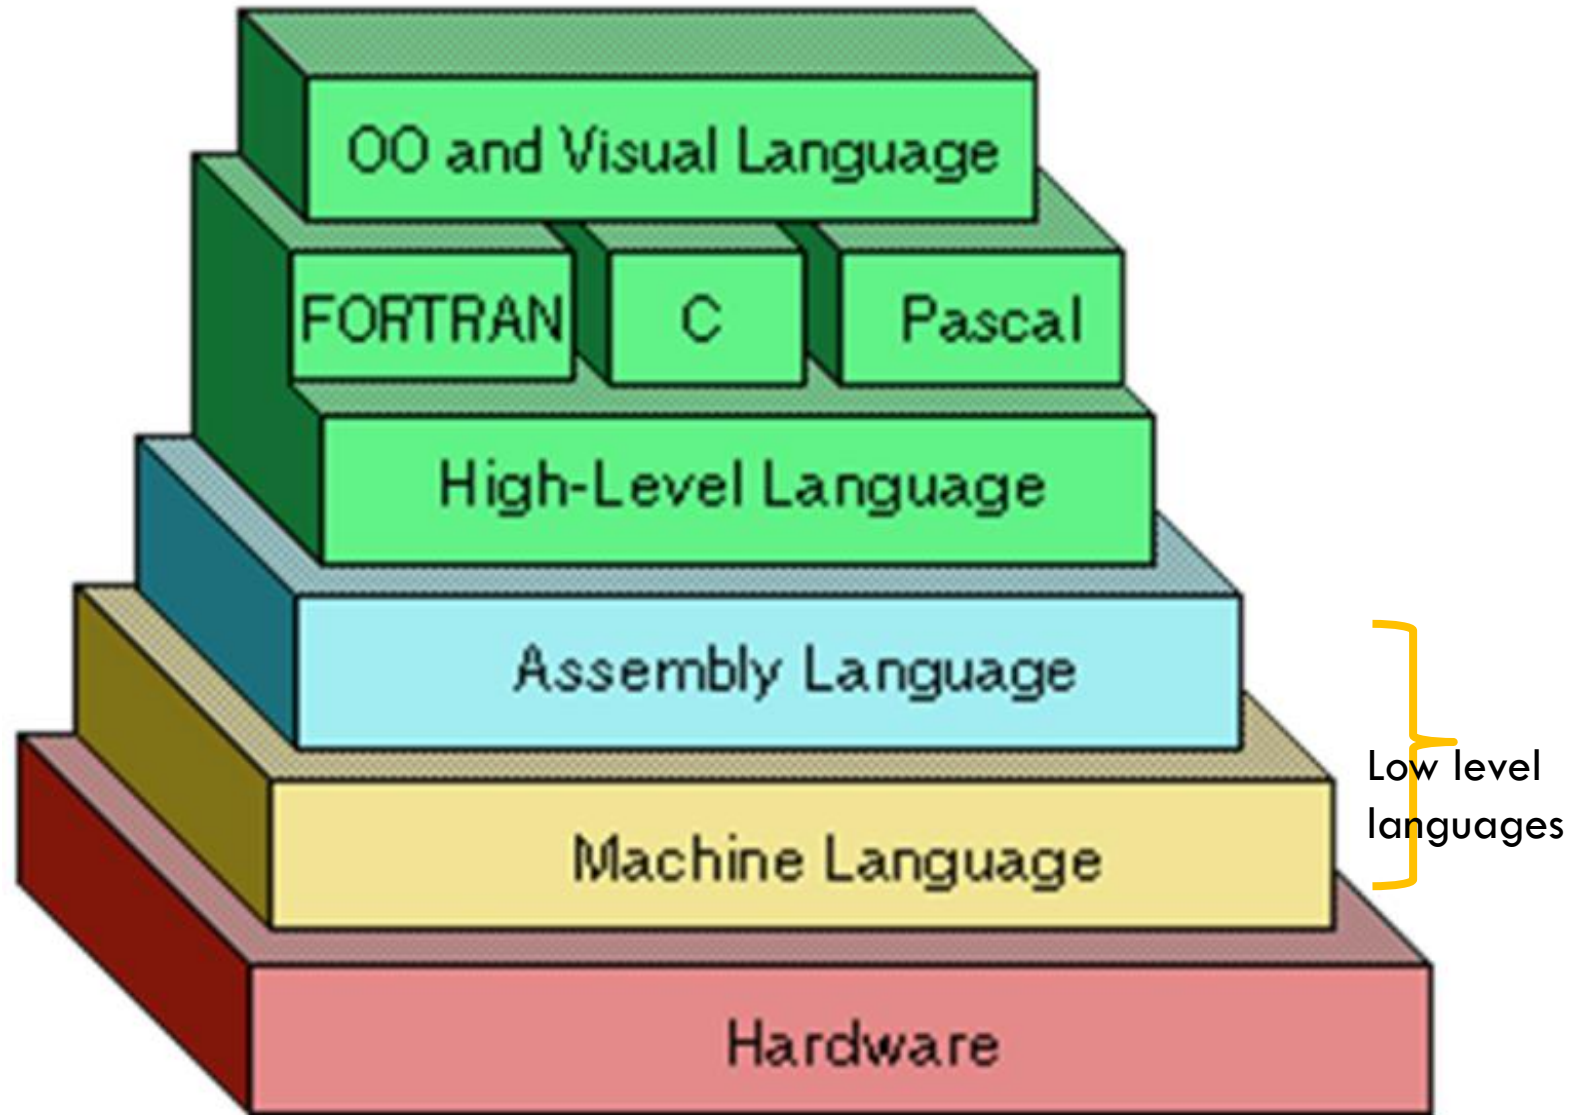 OO and Visual Language
FORTRAN
C
Pascal
High-Level Language
Assembly Language
Low level
languages
Machine Language
Hardware